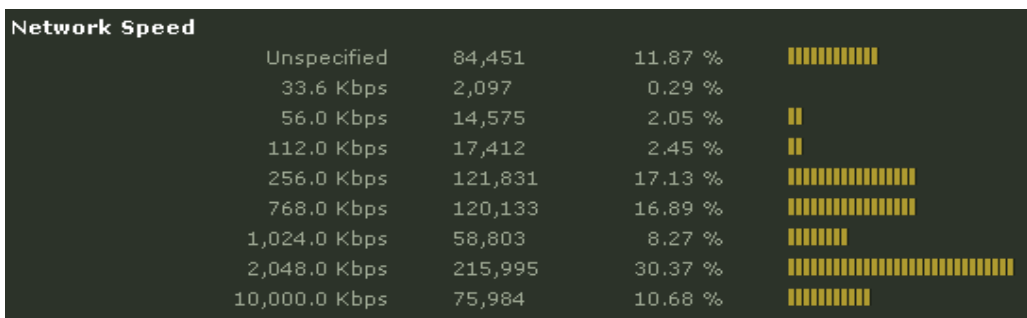 Network Speed
Unspecified 84,451 11.87 %
33.6 Kbps 2,097 0.29 %
56.0 Kbps 14,575 2.05 %
112.0 Kbps 17,412 2.45 %
256.0 Kbps 121,831 17.13 %
768.0 Kbps 120,133 16.89 %
1,024.0 Kbps 58,803 8.27 %
2,048.0 Kbps 215,995 30.37 %
10,000.0 Kbps 75,984 10.68 %